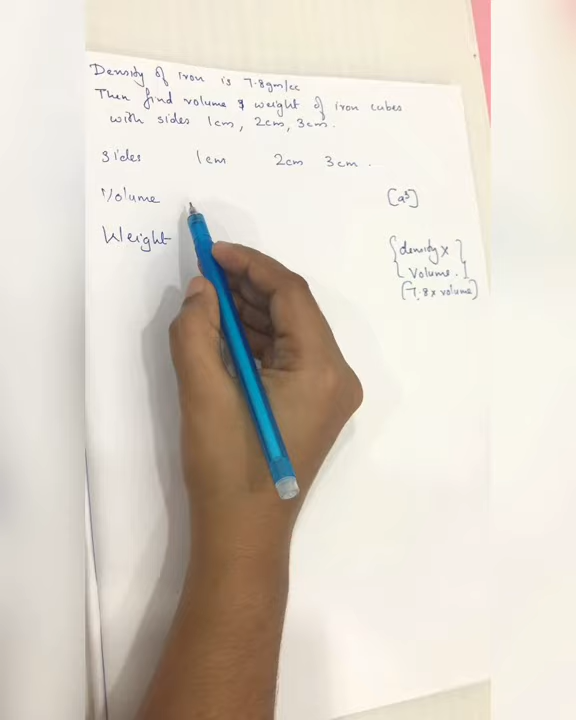 Density of iron is 7.8gm/cc
Then find volume & weight of iron cubes
with sides 1cm, 2cm, 3cm.
Sides 1cm 2cm 3cm.
Volume [a³]
Weight {density x
volume.}
[7.8 x volume]